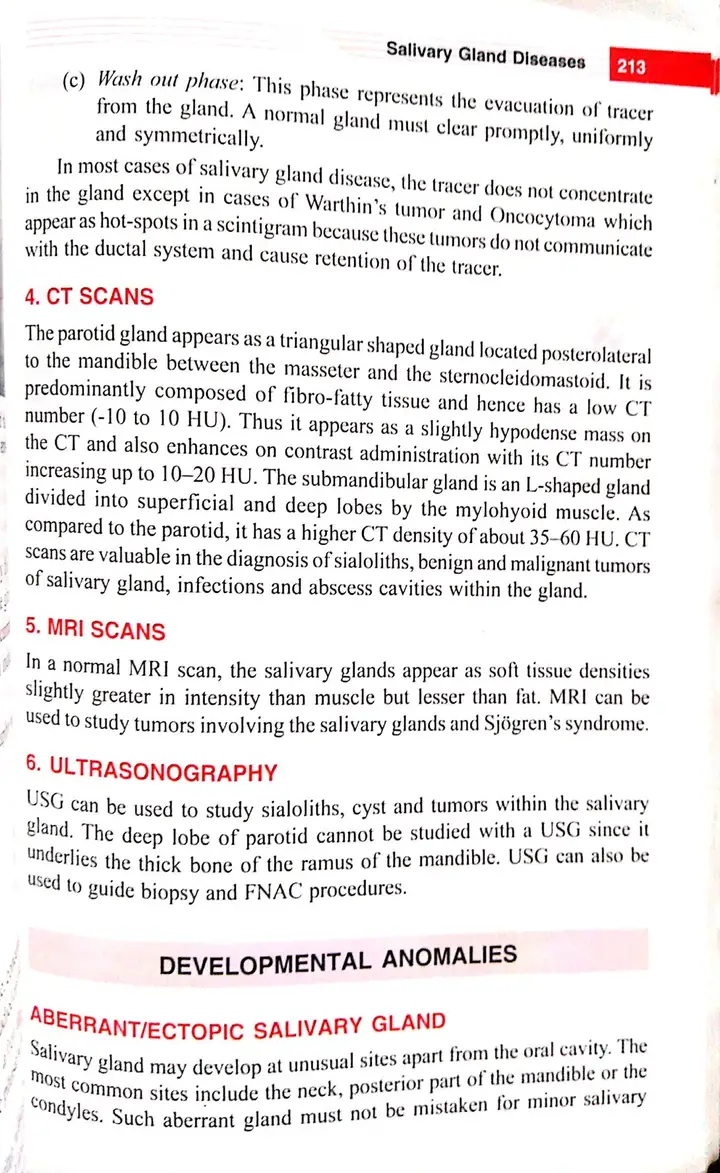 Salivary Gland Diseases 213
(c) Wash out phase: This phase represents the evacuation of tracer
from the gland. A normal gland must clear promptly, uniformly
and symmetrically.
In most cases of salivary gland disease, the tracer does not concentrate
in the gland except in cases of Warthin's tumor and Oncocytoma which
appear as hot-spots in a scintigram because these tumors do not communicate
with the ductal system and cause retention of the tracer.
4. CT SCANS
The parotid gland appears as a triangular shaped gland located posterolateral
to the mandible between the masseter and the sternocleidomastoid. It is
predominantly composed of fibro-fatty tissue and hence has a low CT
number (-10 to 10 HU). Thus it appears as a slightly hypodense mass on
the CT and also enhances on contrast administration with its CT number
increasing up to 10–20 HU. The submandibular gland is an L-shaped gland
divided into superficial and deep lobes by the mylohyoid muscle. As
compared to the parotid, it has a higher CT density of about 35–60 HU. CT
scans are valuable in the diagnosis of sialoliths, benign and malignant tumors
of salivary gland, infections and abscess cavities within the gland.
5. MRI SCANS
In a normal MRI scan, the salivary glands appear as soft tissue densities
slightly greater in intensity than muscle but lesser than fat. MRI can be
used to study tumors involving the salivary glands and Sjögren's syndrome.
6. ULTRASONOGRAPHY
USG can be used to study sialoliths, cyst and tumors within the salivary
gland. The deep lobe of parotid cannot be studied with a USG since it
underlies the thick bone of the ramus of the mandible. USG can also be
used to guide biopsy and FNAC procedures.
DEVELOPMENTAL ANOMALIES
ABERRANT/ECTOPIC SALIVARY GLAND
Salivary gland may develop at unusual sites apart from the oral cavity. The
most common sites include the neck, posterior part of the mandible or the
condyles. Such aberrant gland must not be mistaken for minor salivary